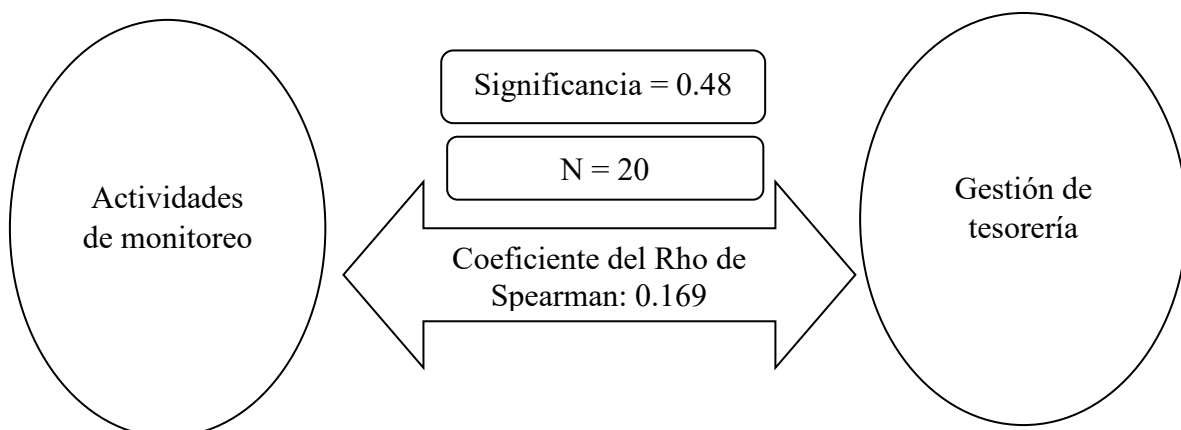 Actividades
de monitoreo
Significancia = 0.48
N = 20
Coeficiente del Rho de
Spearman: 0.169
Gestión de
tesorería